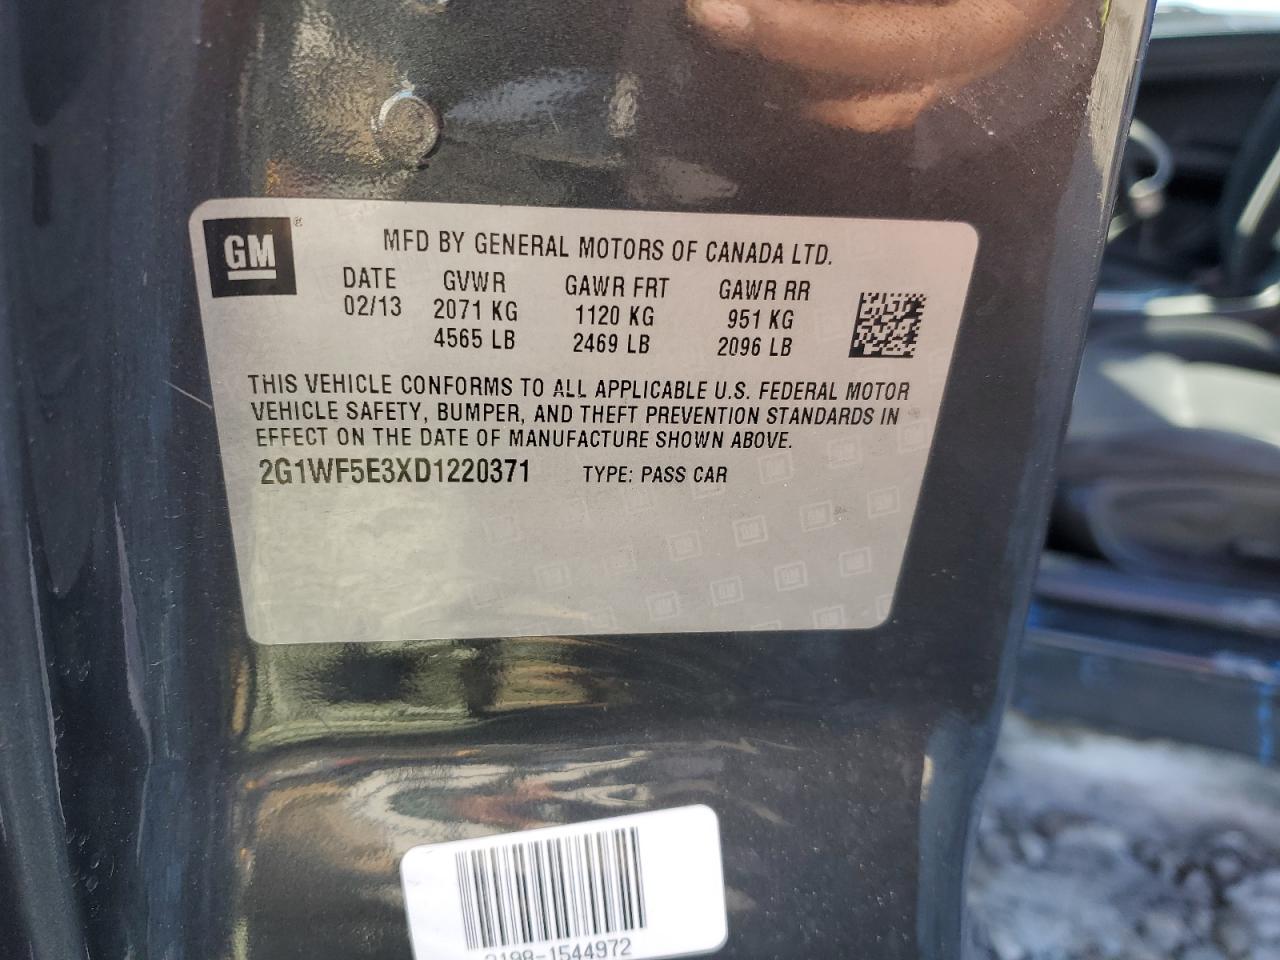 GM ®
MFD BY GENERAL MOTORS OF CANADA LTD.
DATE GVWR GAWR FRT GAWR RR
02/13 2071 KG 1120 KG 951 KG
4565 LB 2469 LB 2096 LB
THIS VEHICLE CONFORMS TO ALL APPLICABLE U.S. FEDERAL MOTOR
VEHICLE SAFETY, BUMPER, AND THEFT PREVENTION STANDARDS IN
EFFECT ON THE DATE OF MANUFACTURE SHOWN ABOVE.
2G1WF5E3XD1220371 TYPE: PASS CAR